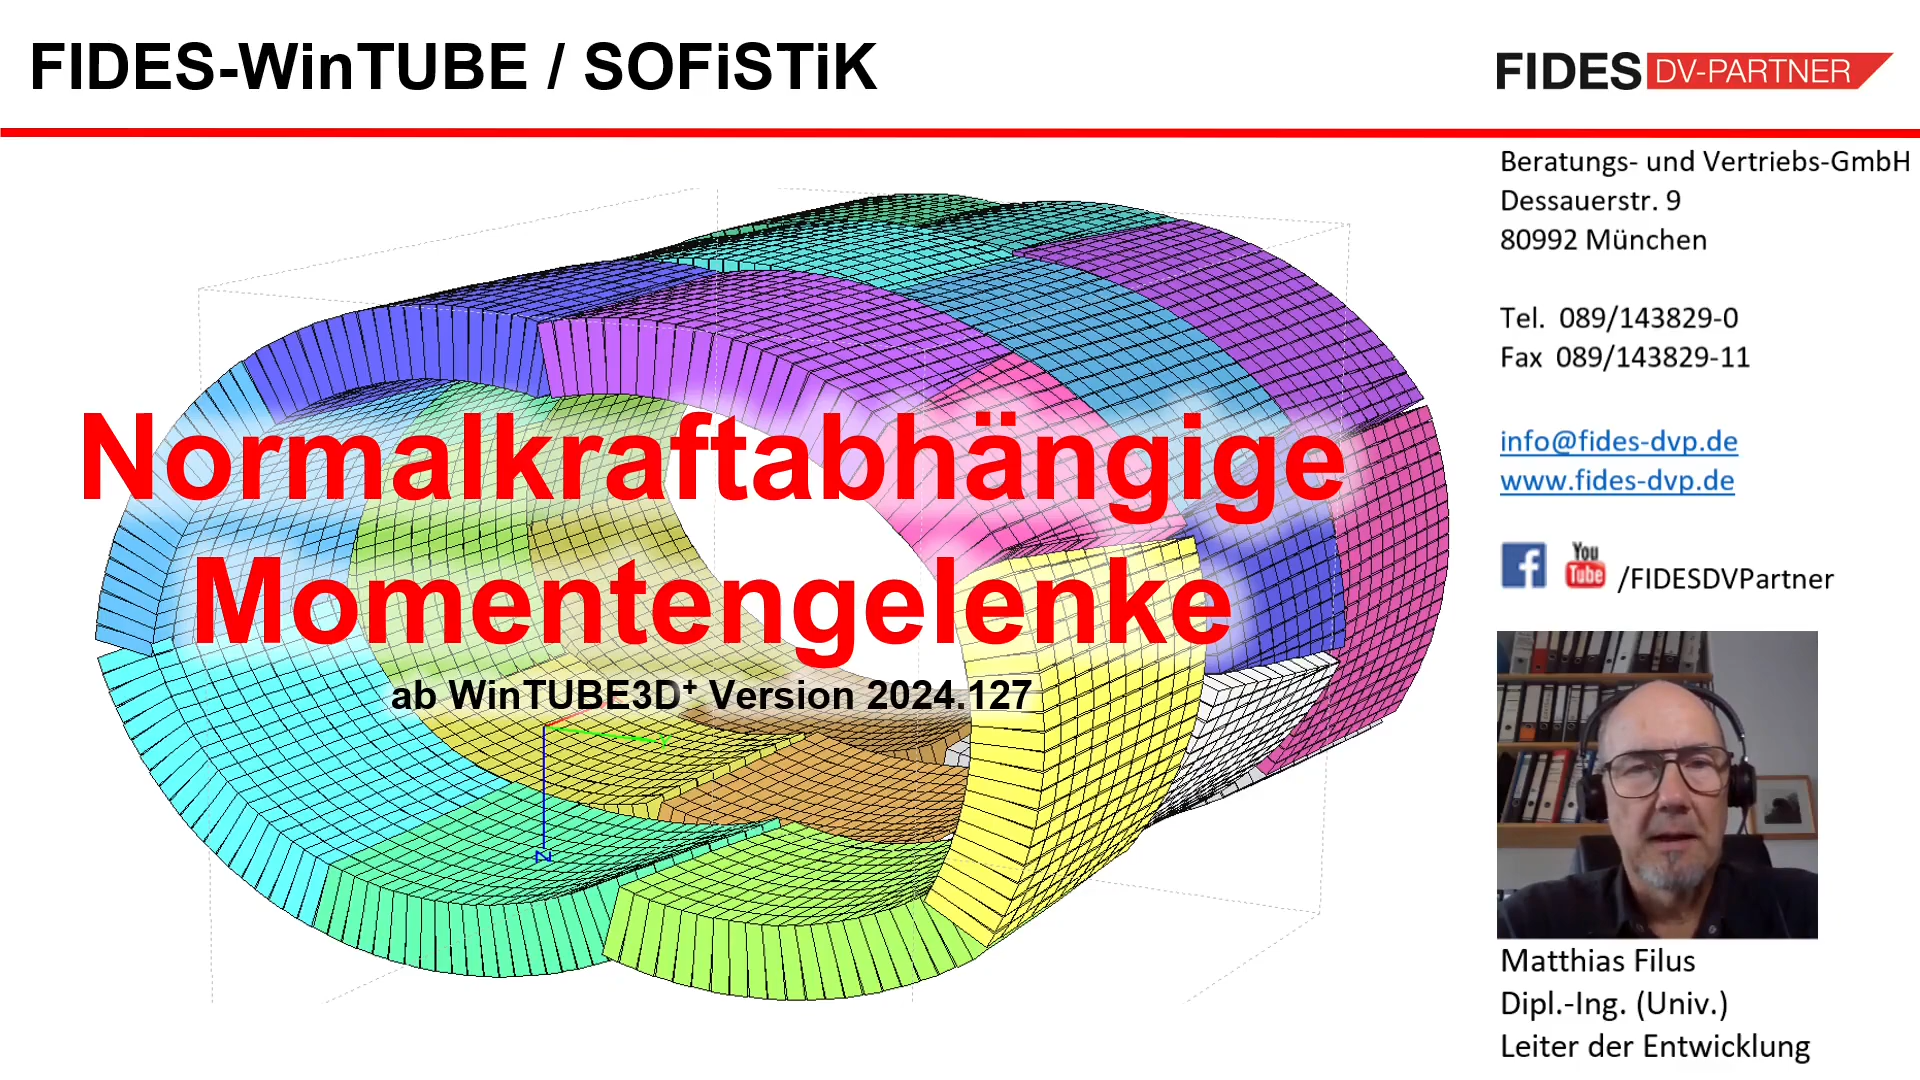 FIDES-WinTUBE / SOFiSTiK
FIDES DV-PARTNER
Beratungs- und Vertriebs-GmbH
Dessauerstr. 9
80992 München
Tel. 089/143829-0
Fax 089/143829-11
info@fides-dvp.de
www.fides-dvp.de
You Tube /FIDESDVPartner
Normalkraftabhängige
Momentengelenke
ab WinTUBE3D⁺ Version 2024.127
Y
Z
Matthias Filus
Dipl.-Ing. (Univ.)
Leiter der Entwicklung